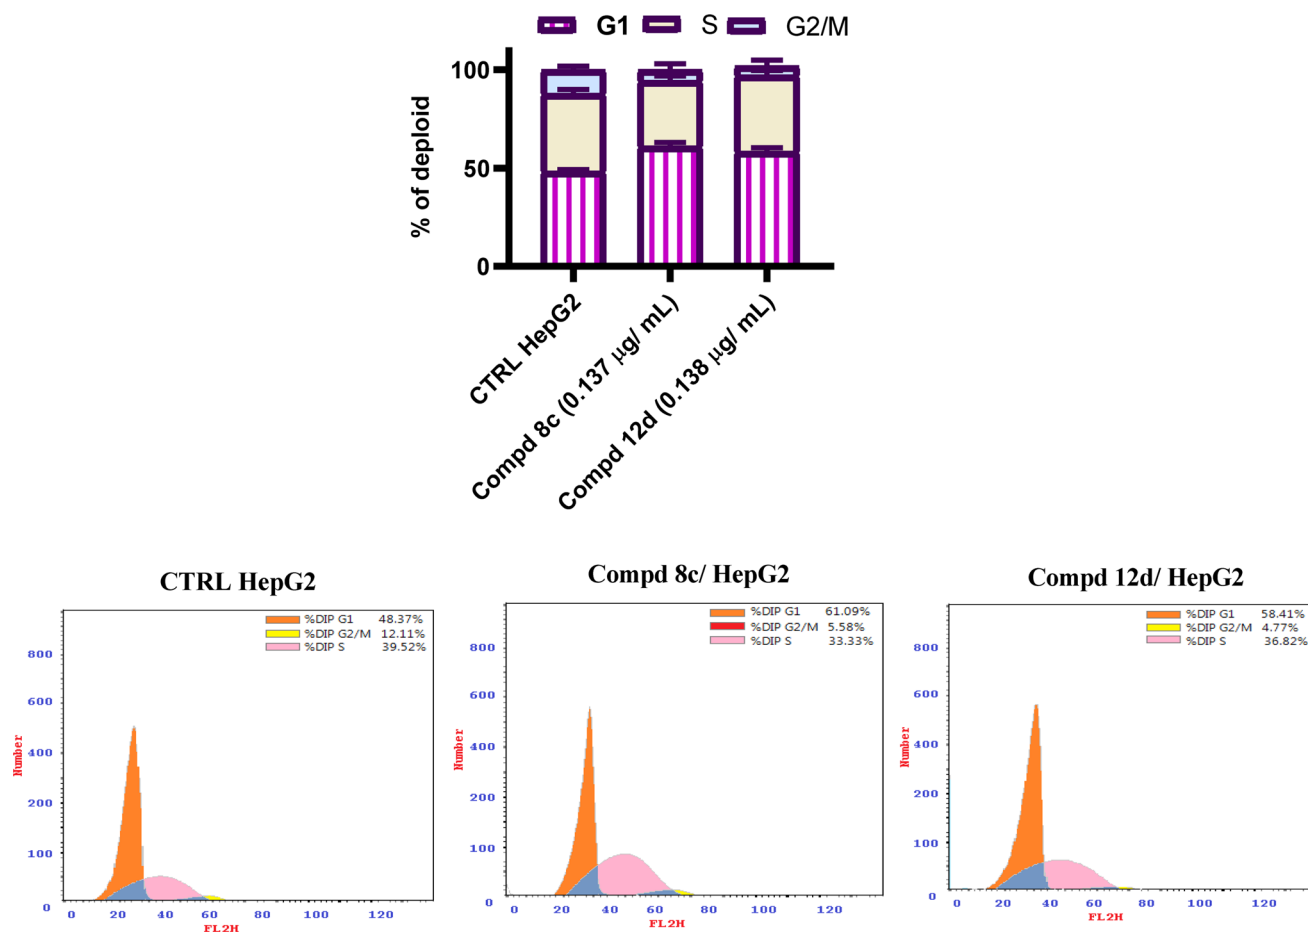 G1 S G2/M
% of deploid
100
50
0
CTRL HepG2
Compd 8c (0.137 µg/ mL)
Compd 12d (0.138 µg/ mL)
CTRL HepG2
%DIP G1 48.37%
%DIP G2/M 12.11%
%DIP S 39.52%
Number
800
600
400
200
100
0
0 20 40 60 80 100 120
FL2H
Compd 8c/ HepG2
%DIP G1 61.09%
%DIP G2/M 5.58%
%DIP S 33.33%
Number
800
600
400
200
100
0
0 20 40 60 80 100 120
FL2H
Compd 12d/ HepG2
%DIP G1 58.41%
%DIP G2/M 4.77%
%DIP S 36.82%
Number
800
600
400
200
100
0
0 20 40 60 80 100 120
FL2H